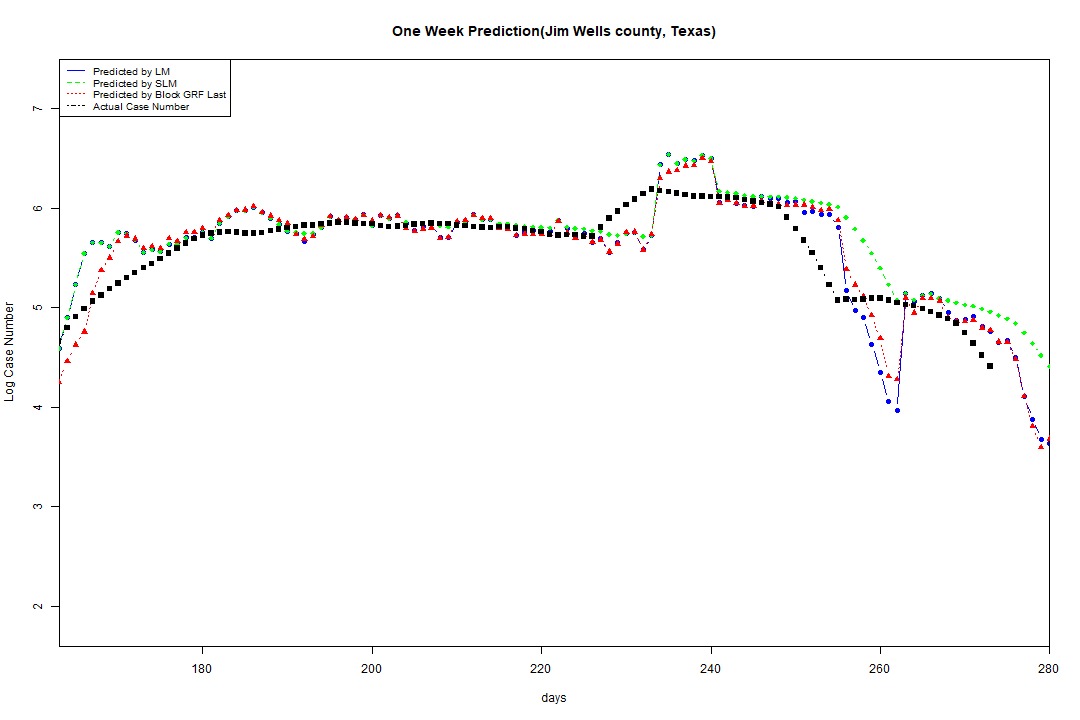 One Week Prediction(Jim Wells county, Texas)
Predicted by LM
Predicted by SLM
Predicted by Block GRF Last
Actual Case Number
Log Case Number
7
6
5
4
3
2
180 200 220 240 260 280
days